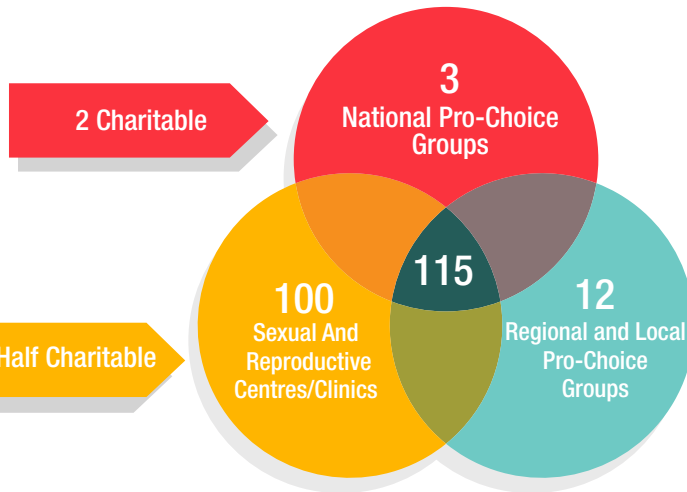 3
National Pro-Choice
Groups
2 Charitable
115
100
Sexual And
Reproductive
Centres/Clinics
12
Regional and Local
Pro-Choice
Groups
Half Charitable